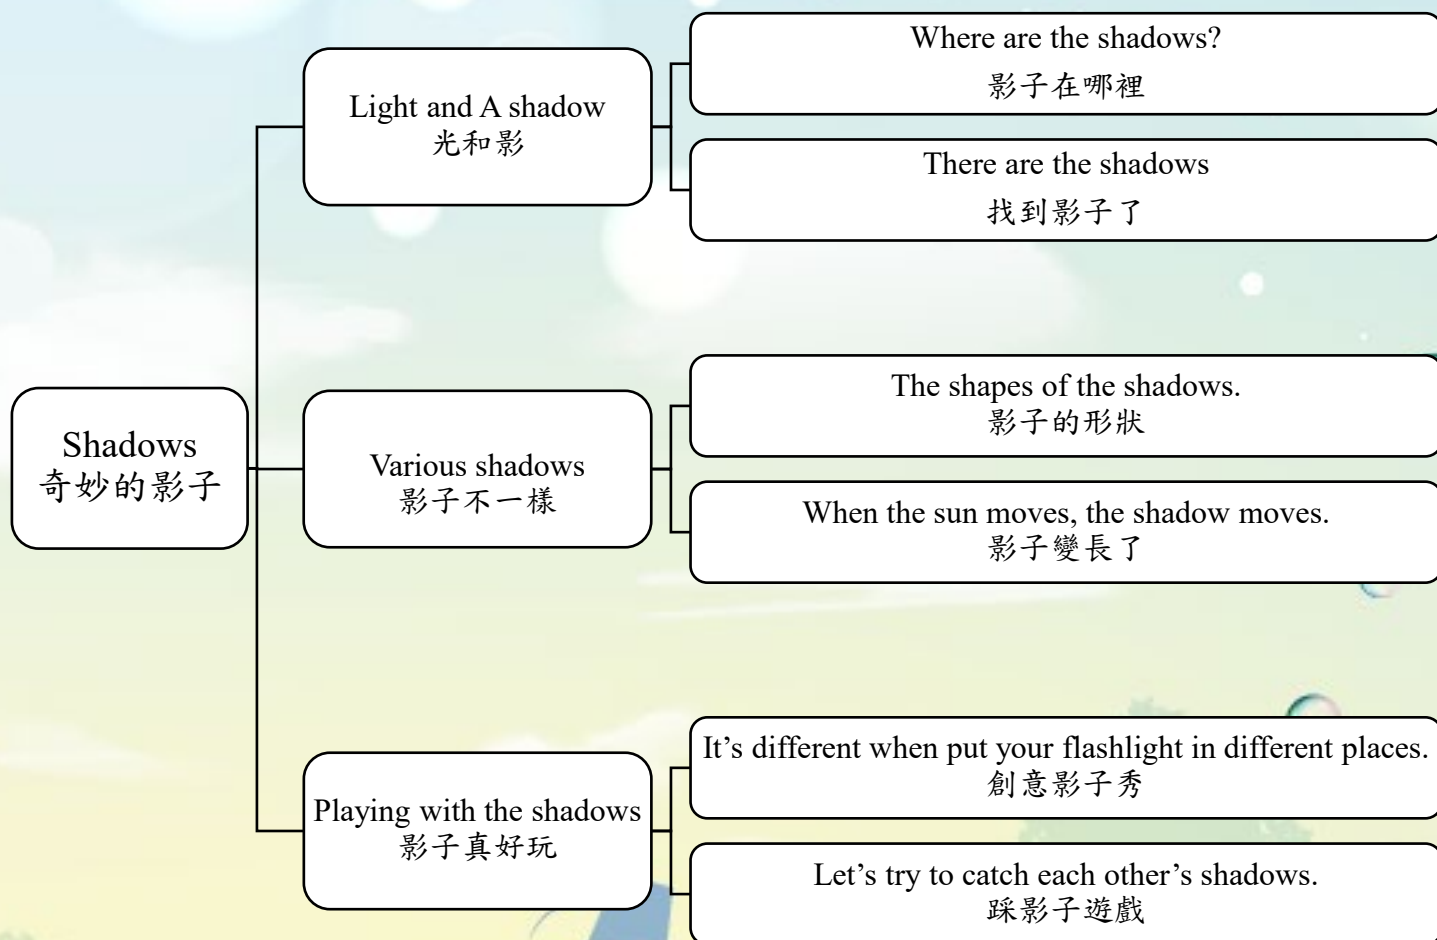 Shadows
奇妙的影子
Light and A shadow
光和影
Where are the shadows?
影子在哪裡
There are the shadows
找到影子了
Various shadows
影子不一樣
The shapes of the shadows.
影子的形狀
When the sun moves, the shadow moves.
影子變長了
Playing with the shadows
影子真好玩
It’s different when put your flashlight in different places.
創意影子秀
Let’s try to catch each other’s shadows.
踩影子遊戲